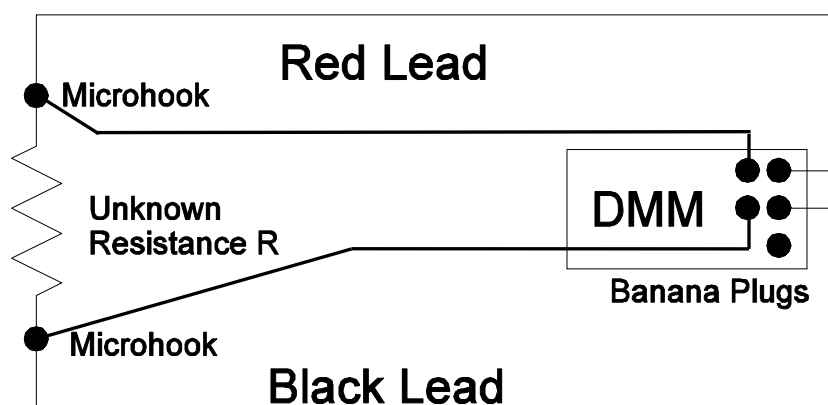 Red Lead
Microhook
Unknown
Resistance R
DMM
Banana Plugs
Microhook
Black Lead